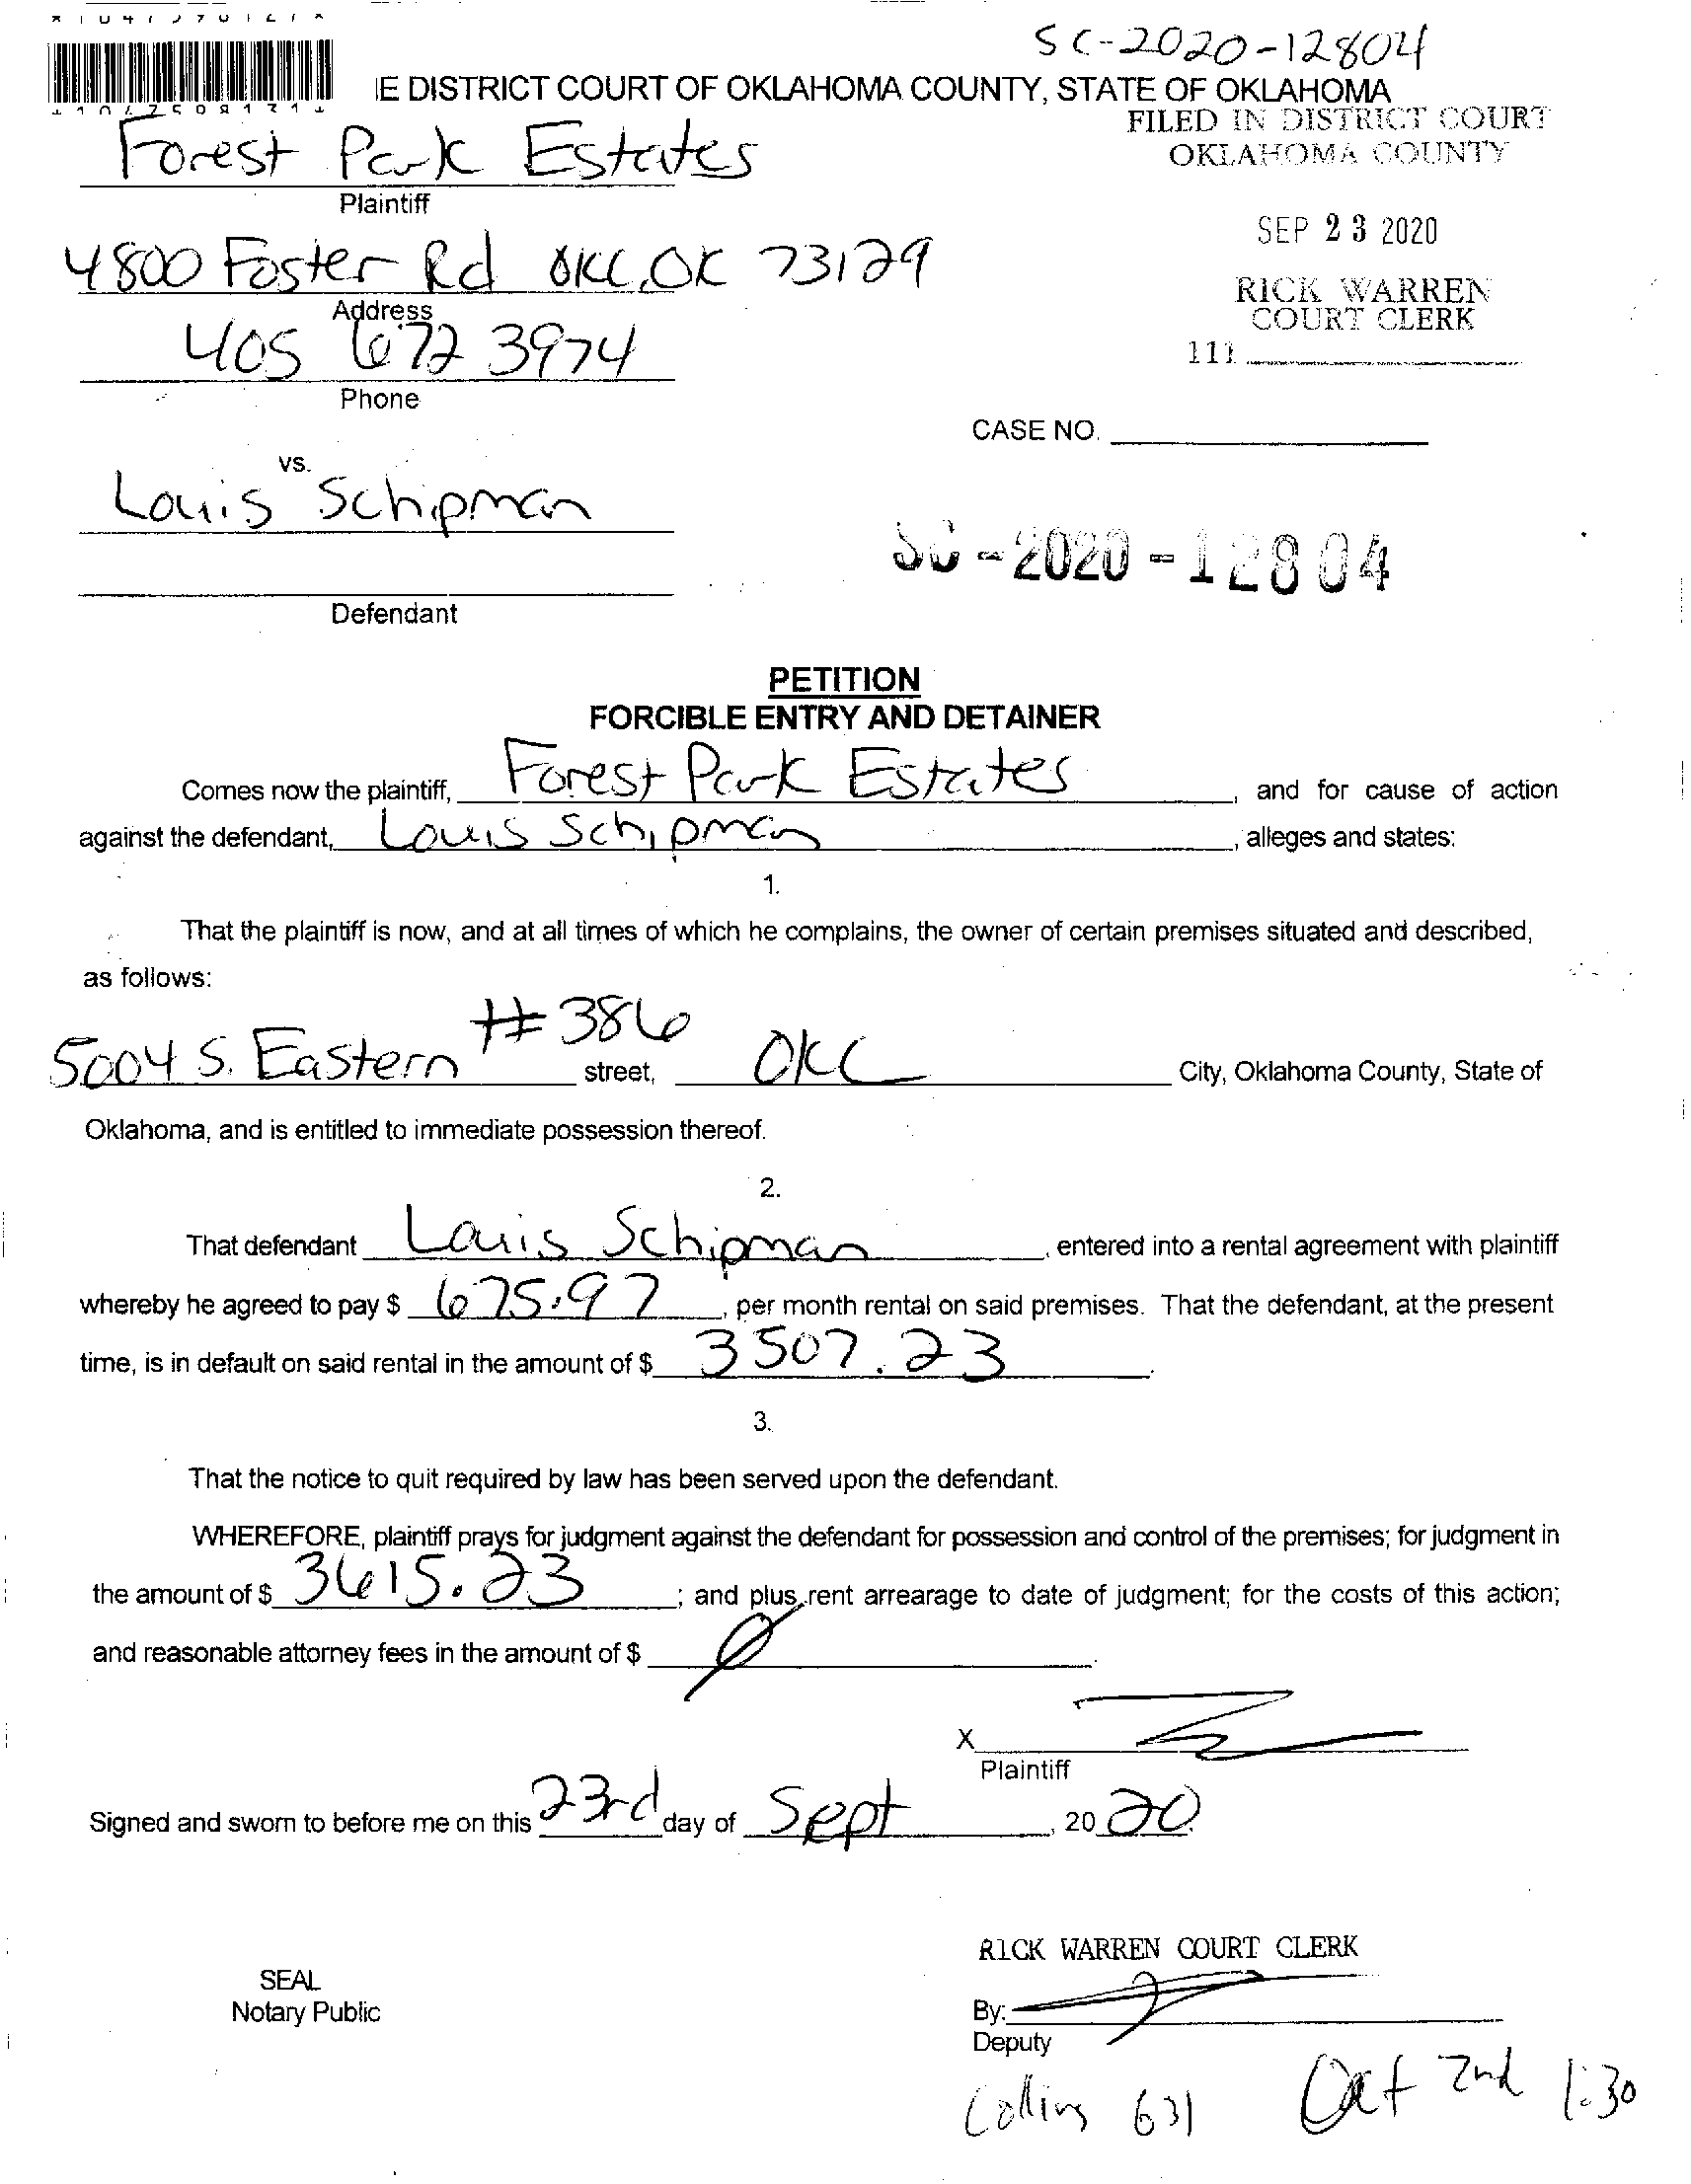 SC-2020-12804
IE DISTRICT COURT OF OKLAHOMA COUNTY, STATE OF OKLAHOMA
FILED IN DISTRICT COURT
OKLAHOMA COUNTY
Forest Park Estates
Plaintiff
SEP 23 2020
4800 Foster Rd OKC, OK 73129
Address
RICK WARREN
COURT CLERK
405 672 3974
111
Phone
CASE NO.
vs.
Louis Schipman
SC-2020-12804
Defendant
PETITION
FORCIBLE ENTRY AND DETAINER
Comes now the plaintiff, Forest Park Estates, and for cause of action
against the defendant, Louis Schipman, alleges and states:
1.
That the plaintiff is now, and at all times of which he complains, the owner of certain premises situated and described,
as follows:
5004 S. Eastern #386 street, OKC City, Oklahoma County, State of
Oklahoma, and is entitled to immediate possession thereof.
2.
That defendant Louis Schipman, entered into a rental agreement with plaintiff
whereby he agreed to pay $ 675.97, per month rental on said premises. That the defendant, at the present
time, is in default on said rental in the amount of $ 3507.23.
3.
That the notice to quit required by law has been served upon the defendant.
WHEREFORE, plaintiff prays for judgment against the defendant for possession and control of the premises; for judgment in
the amount of $ 3615.23; and plus rent arrearage to date of judgment; for the costs of this action;
and reasonable attorney fees in the amount of $ Ø.
X
Plaintiff
Signed and sworn to before me on this 23rd day of Sept, 2020.
RICK WARREN COURT CLERK
SEAL
Notary Public
By:
Deputy
Collins 631 Oct 2nd 1:30